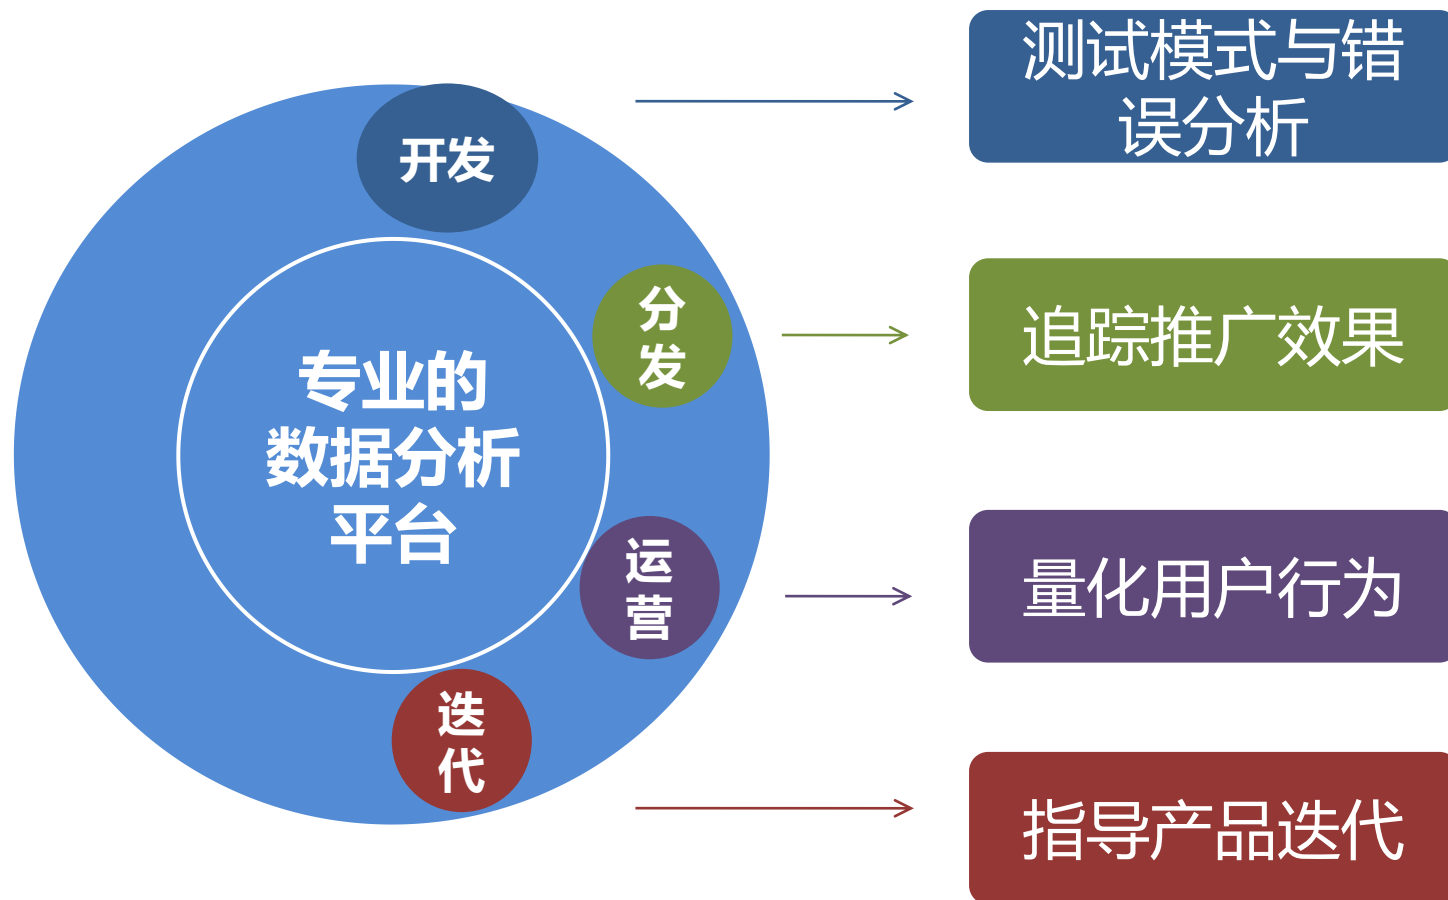 开发
测试模式与错
误分析
分
发
追踪推广效果
专业的
数据分析
平台
运
营
量化用户行为
迭
代
指导产品迭代